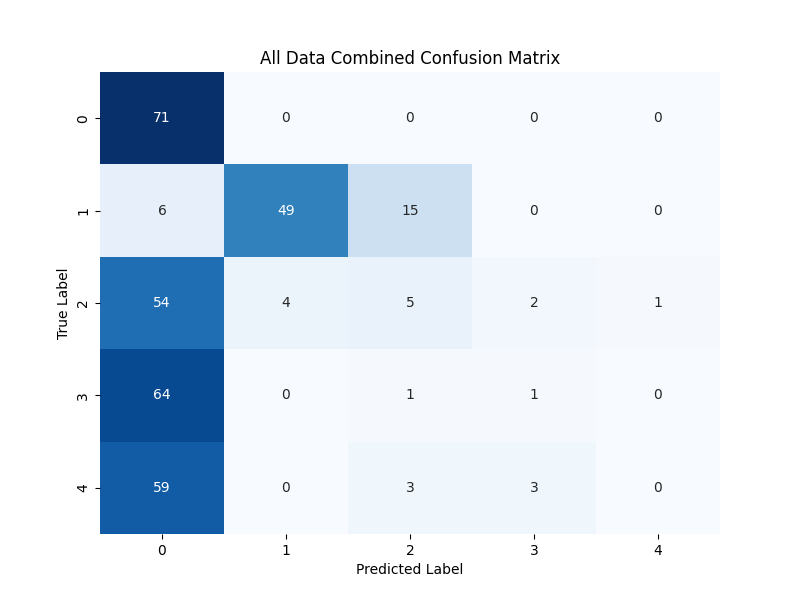 All Data Combined Confusion Matrix
0 71 0 0 0 0
1 6 49 15 0 0
2 54 4 5 2 1
3 64 0 1 1 0
4 59 0 3 3 0
True Label
0 1 2 3 4
Predicted Label